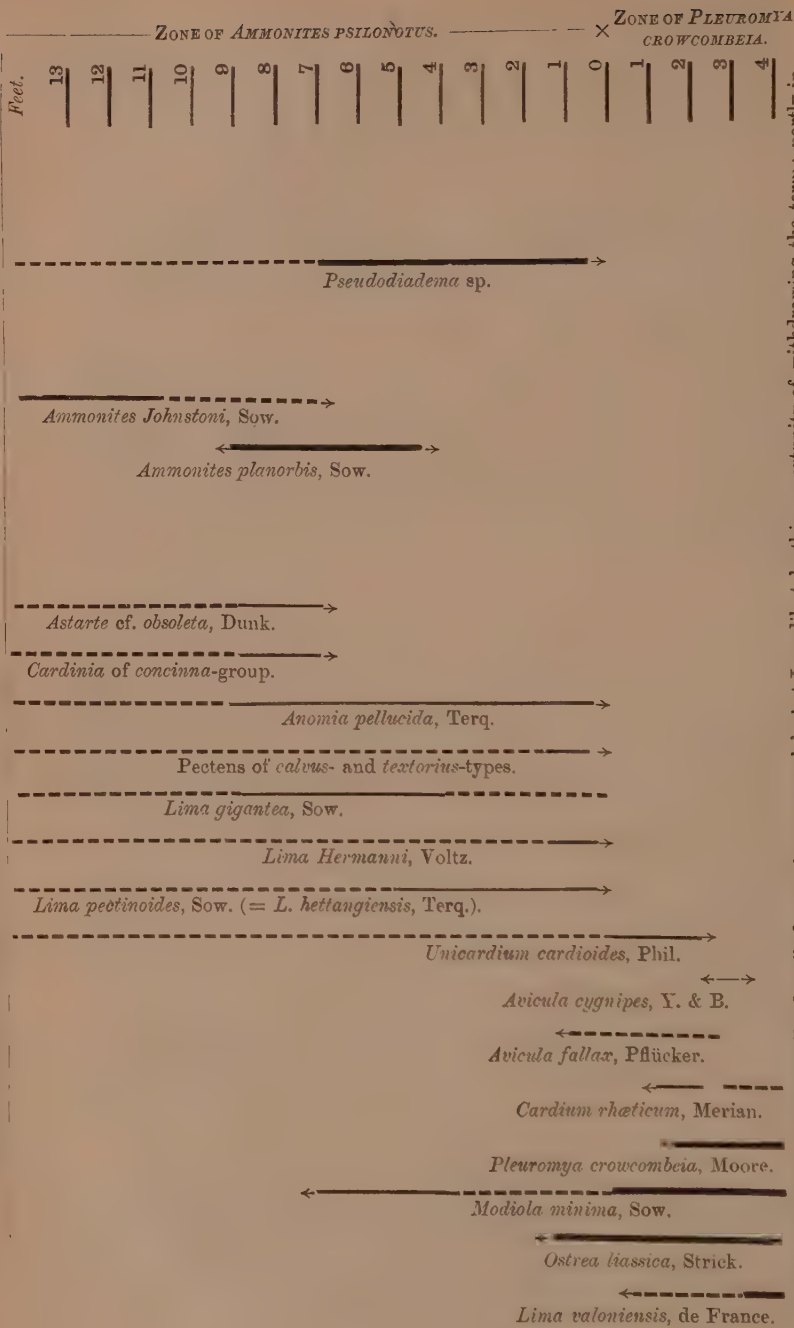 ZONE OF AMMONITES PSILONOTUS. × ZONE OF PLEUROMYA
CROWCOMBEIA.
Feet. 13 12 11 10 9 8 7 6 5 4 3 2 1 0 1 2 3 4
Pseudodiadema sp.
Ammonites Johnstoni, Sow.
Ammonites planorbis, Sow.
Astarte cf. obsoleta, Dunk.
Cardinia of concinna-group.
Anomia pellucida, Terq.
Pectens of calvus- and textorius-types.
Lima gigantea, Sow.
Lima Hermanni, Voltz.
Lima pectinoides, Sow. (= L. hettangiensis, Terq.).
Unicardium cardioides, Phil.
Avicula cygnipes, Y. & B.
Avicula fallax, Pflücker.
Cardium rhæticum, Merian.
Pleuromya crowcombeia, Moore.
Modiola minima, Sow.
Ostrea liassica, Strick.
Lima valoniensis, de France.